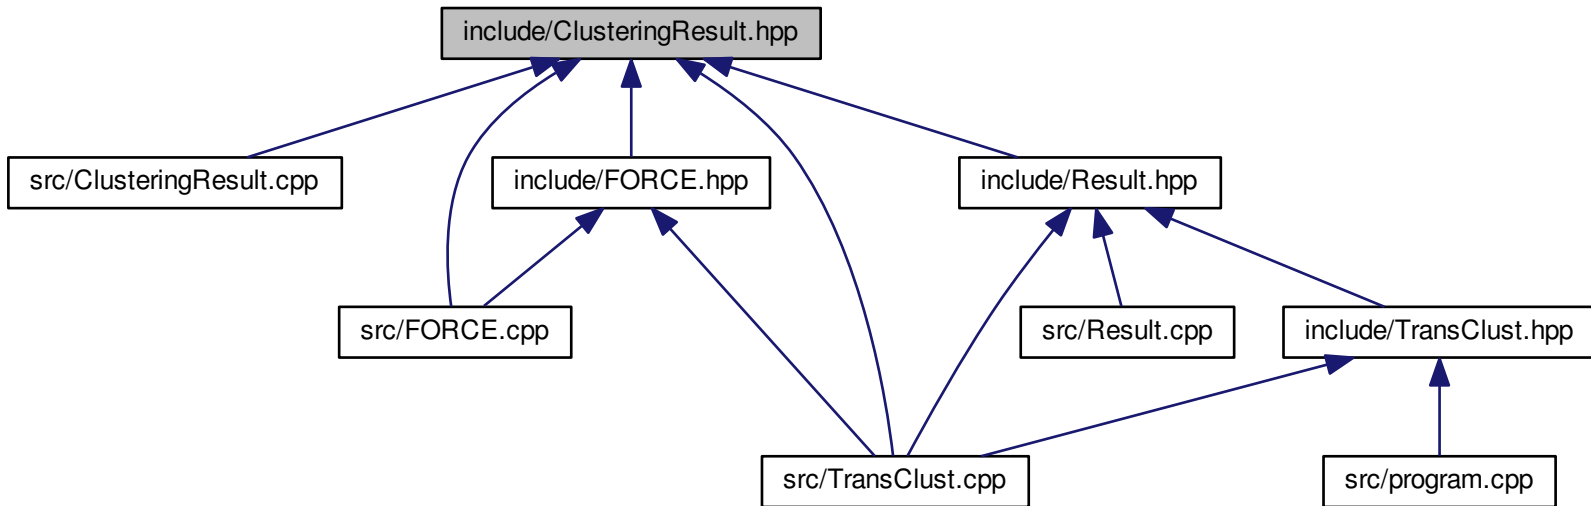 include/ClusteringResult.hpp
src/ClusteringResult.cpp
include/FORCE.hpp
include/Result.hpp
src/FORCE.cpp
src/Result.cpp
include/TransClust.hpp
src/TransClust.cpp
src/program.cpp